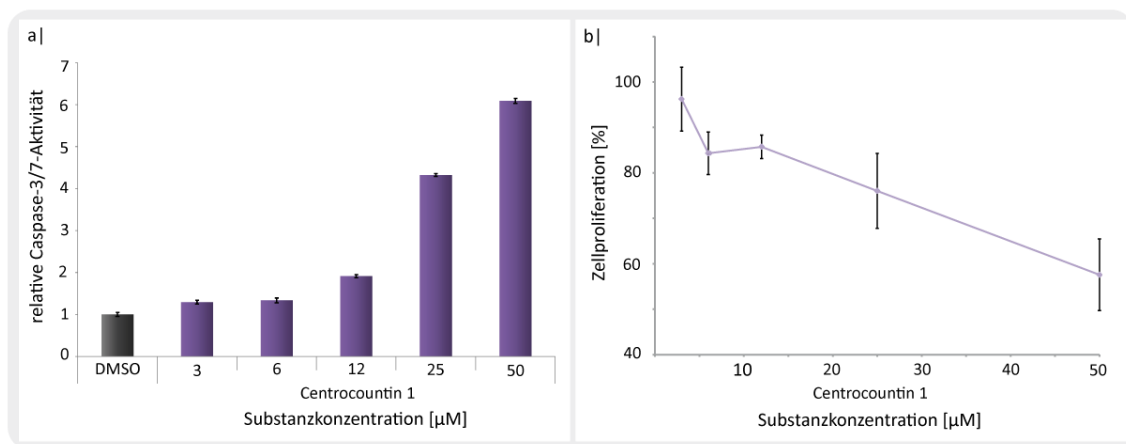 a|
7
6
5
4
3
2
1
0
relative Caspase-3/7-Aktivität
DMSO 3 6 12 25 50
Centrocountin 1
Substanzkonzentration [µM]
b|
100
80
60
40
Zellproliferation [%]
10 20 30 40 50
Centrocountin 1
Substanzkonzentration [µM]